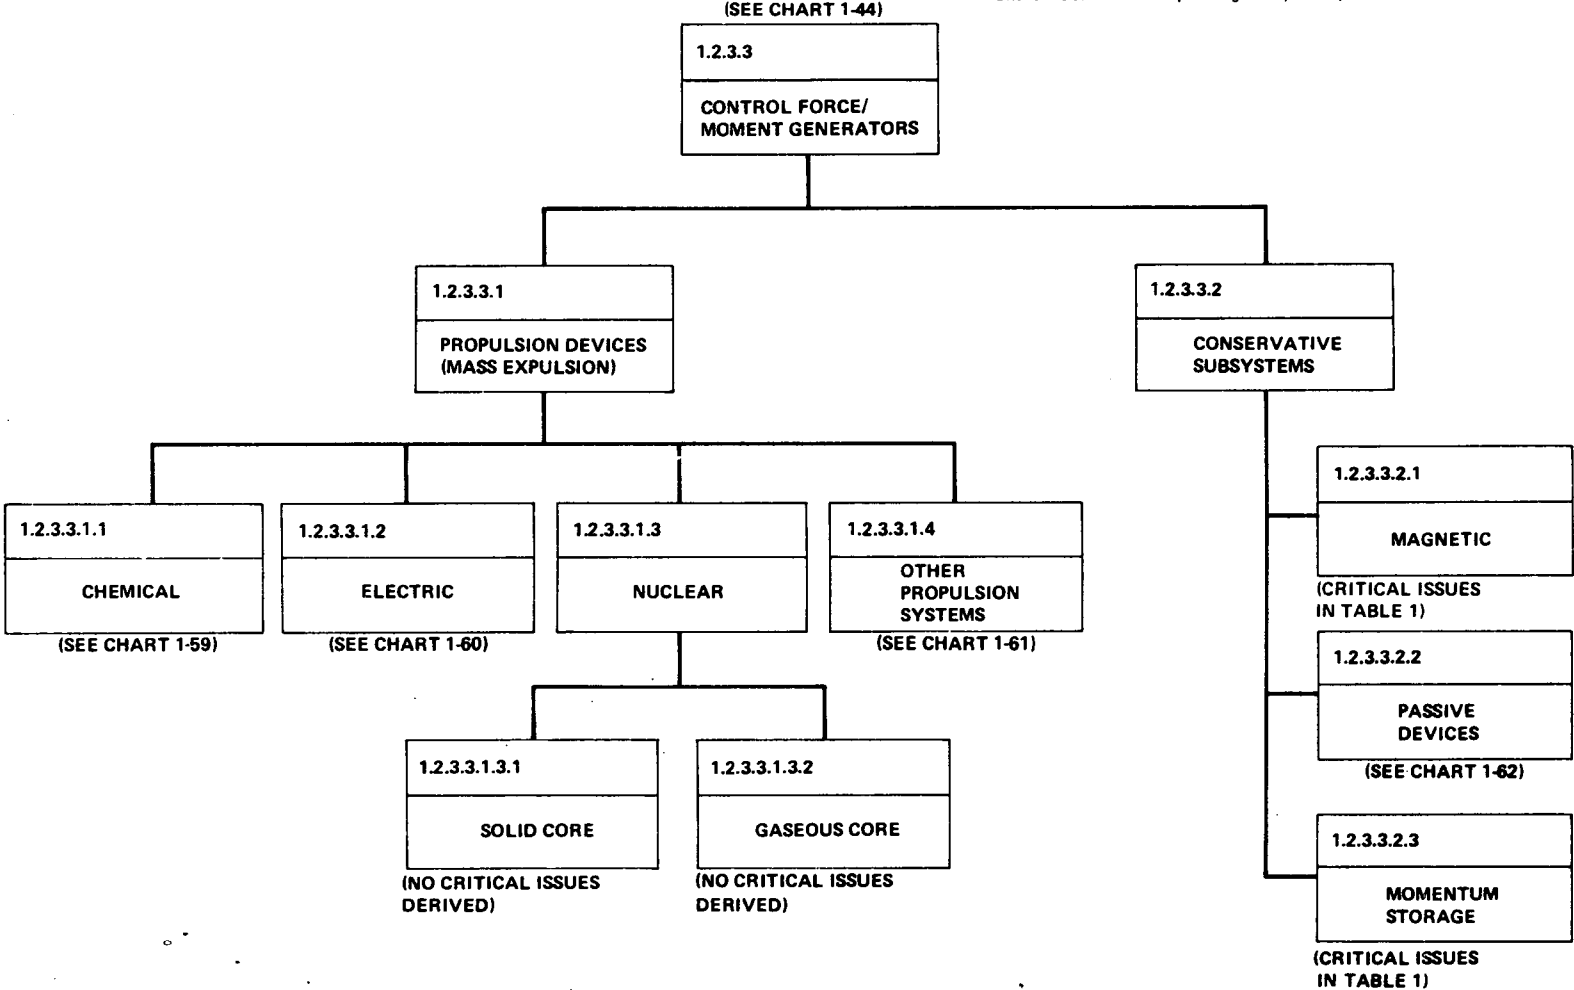 (SEE CHART 1-44)
1.2.3.3
CONTROL FORCE/
MOMENT GENERATORS
1.2.3.3.1
PROPULSION DEVICES
(MASS EXPULSION)
1.2.3.3.2
CONSERVATIVE
SUBSYSTEMS
1.2.3.3.1.1
CHEMICAL
(SEE CHART 1-59)
1.2.3.3.1.2
ELECTRIC
(SEE CHART 1-60)
1.2.3.3.1.3
NUCLEAR
1.2.3.3.1.4
OTHER
PROPULSION
SYSTEMS
(SEE CHART 1-61)
1.2.3.3.1.3.1
SOLID CORE
(NO CRITICAL ISSUES
DERIVED)
1.2.3.3.1.3.2
GASEOUS CORE
(NO CRITICAL ISSUES
DERIVED)
1.2.3.3.2.1
MAGNETIC
(CRITICAL ISSUES
IN TABLE 1)
1.2.3.3.2.2
PASSIVE
DEVICES
(SEE CHART 1-62)
1.2.3.3.2.3
MOMENTUM
STORAGE
(CRITICAL ISSUES
IN TABLE 1)